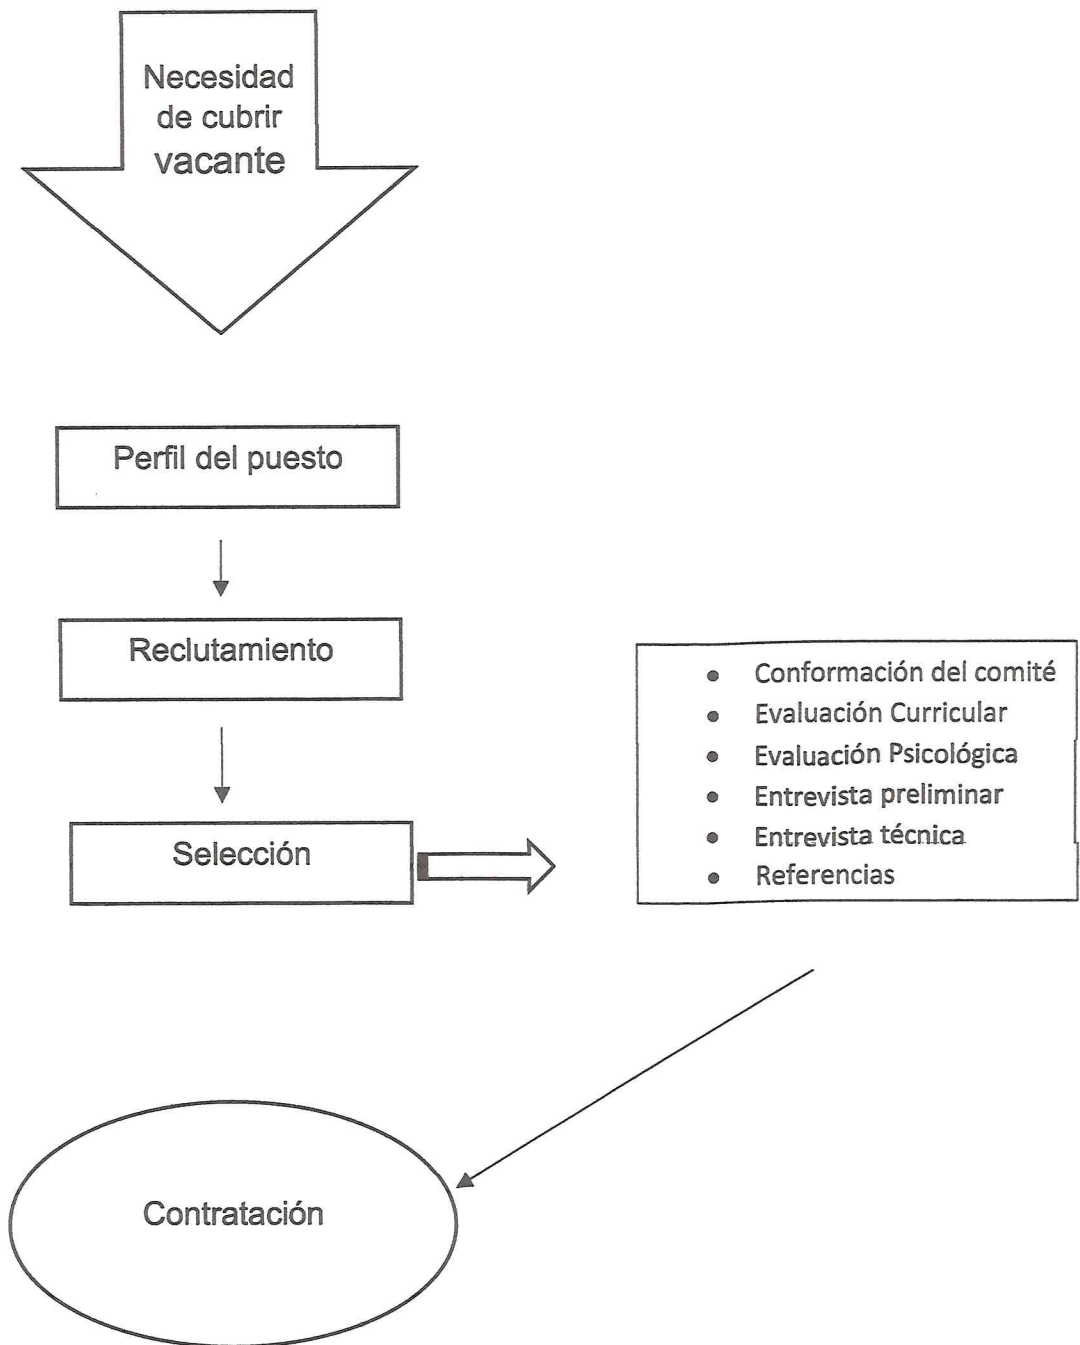 Necesidad
de cubrir
vacante
Perfil del puesto
Reclutamiento
Selección
• Conformación del comité
• Evaluación Curricular
• Evaluación Psicológica
• Entrevista preliminar
• Entrevista técnica
• Referencias
Contratación